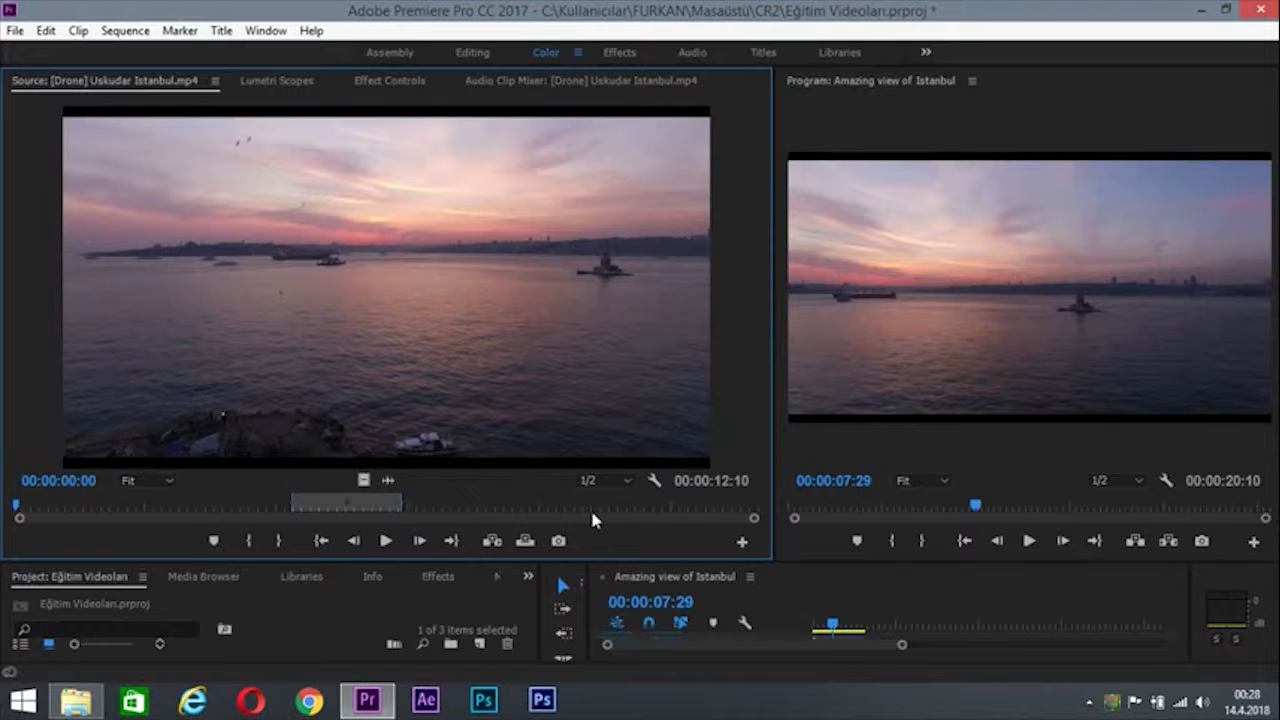 Adobe Premiere Pro CC 2017 - C:\Kullanıcılar\FURKAN\Masaüstü\CR2\Eğitim Videoları.prproj *
File Edit Clip Sequence Marker Title Window Help
Assembly Editing Color Effects Audio Titles Libraries
Source: [Drone] Uskudar Istanbul.mp4 Lumetri Scopes Effect Controls Audio Clip Mixer: [Drone] Uskudar Istanbul.mp4 Program: Amazing view of Istanbul
00:00:00:00 Fit 1/2 00:00:12:10 00:00:07:29 Fit 1/2 00:00:20:10
Project: Eğitim Videoları Media Browser Libraries Info Effects Amazing view of Istanbul
Eğitim Videoları.prproj 00:00:07:29
1 of 3 items selected
S S
Pr Ae Ps Ps
00:28
14.4.2018